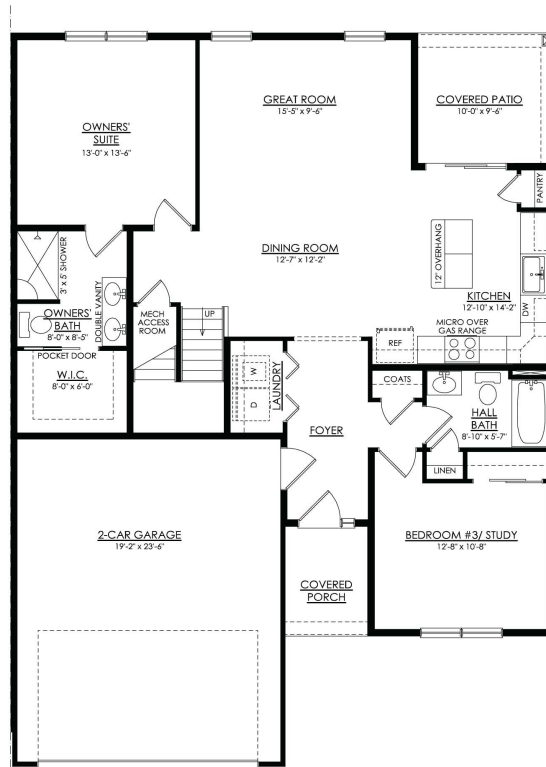 GREAT ROOM
15'-5" x 9'-6"
COVERED PATIO
10'-0" x 9'-6"
OWNERS'
SUITE
13'-0" x 13'-6"
PANTRY
12" OVERHANG
DINING ROOM
12'-7" x 12'-2"
3' x 5' SHOWER
DOUBLE VANITY
KITCHEN
12'-10" x 14'-2"
DW
MECH
ACCESS
ROOM
UP
OWNERS'
BATH
8'-0" x 8'-5"
MICRO OVER
GAS RANGE
REF
POCKET DOOR
W.I.C.
8'-0" x 6'-0"
W
D
LAUNDRY
COATS
HALL
BATH
8'-10" x 5'-7"
FOYER
LINEN
2-CAR GARAGE
19'-2" x 23'-6"
BEDROOM #3/ STUDY
12'-8" x 10'-8"
COVERED
PORCH